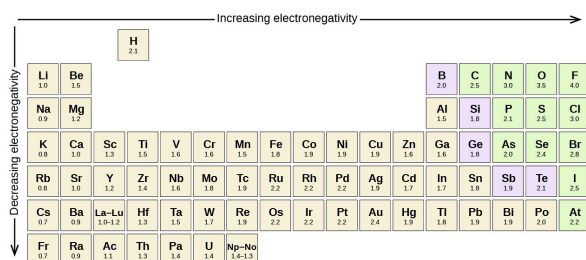 Increasing electronegativity
Decreasing electronegativity
H
2.1
Li Be B C N O F
1.0 1.5 2.0 2.5 3.0 3.5 4.0
Na Mg Al Si P S Cl
0.9 1.2 1.5 1.8 2.1 2.5 3.0
K Ca Sc Ti V Cr Mn Fe Co Ni Cu Zn Ga Ge As Se Br
0.8 1.0 1.3 1.5 1.6 1.6 1.5 1.8 1.9 1.9 1.9 1.6 1.6 1.8 2.0 2.4 2.8
Rb Sr Y Zr Nb Mo Tc Ru Rh Pd Ag Cd In Sn Sb Te I
0.8 1.0 1.2 1.4 1.6 1.8 1.9 2.2 2.2 2.2 1.9 1.7 1.7 1.8 1.9 2.1 2.5
Cs Ba La–Lu Hf Ta W Re Os Ir Pt Au Hg Tl Pb Bi Po At
0.7 0.9 1.0–1.2 1.3 1.5 1.7 1.9 2.2 2.2 2.2 2.4 1.9 1.8 1.9 1.9 2.0 2.2
Fr Ra Ac Th Pa U Np–No
0.7 0.9 1.1 1.3 1.4 1.4 1.4–1.3